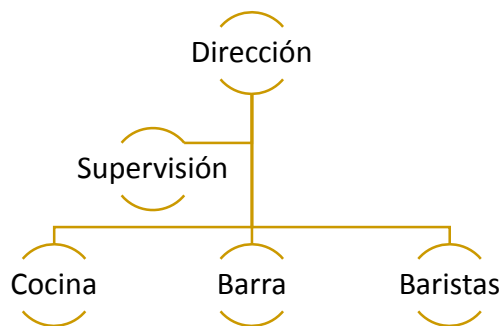 Dirección
Supervisión
Cocina
Barra
Baristas